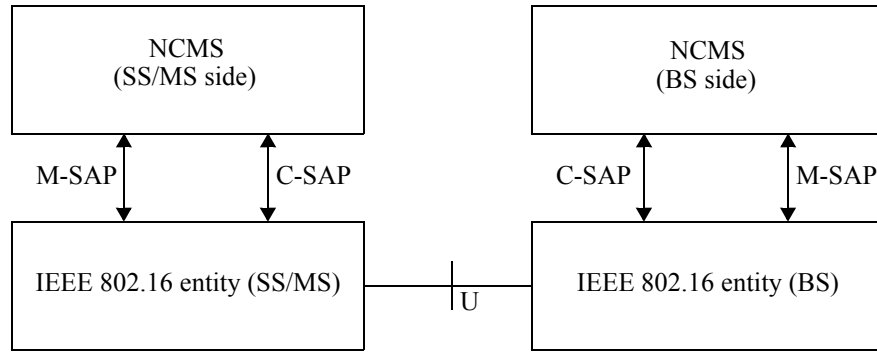 NCMS
(SS/MS side)
NCMS
(BS side)
M-SAP
C-SAP
C-SAP
M-SAP
IEEE 802.16 entity (SS/MS)
U
IEEE 802.16 entity (BS)